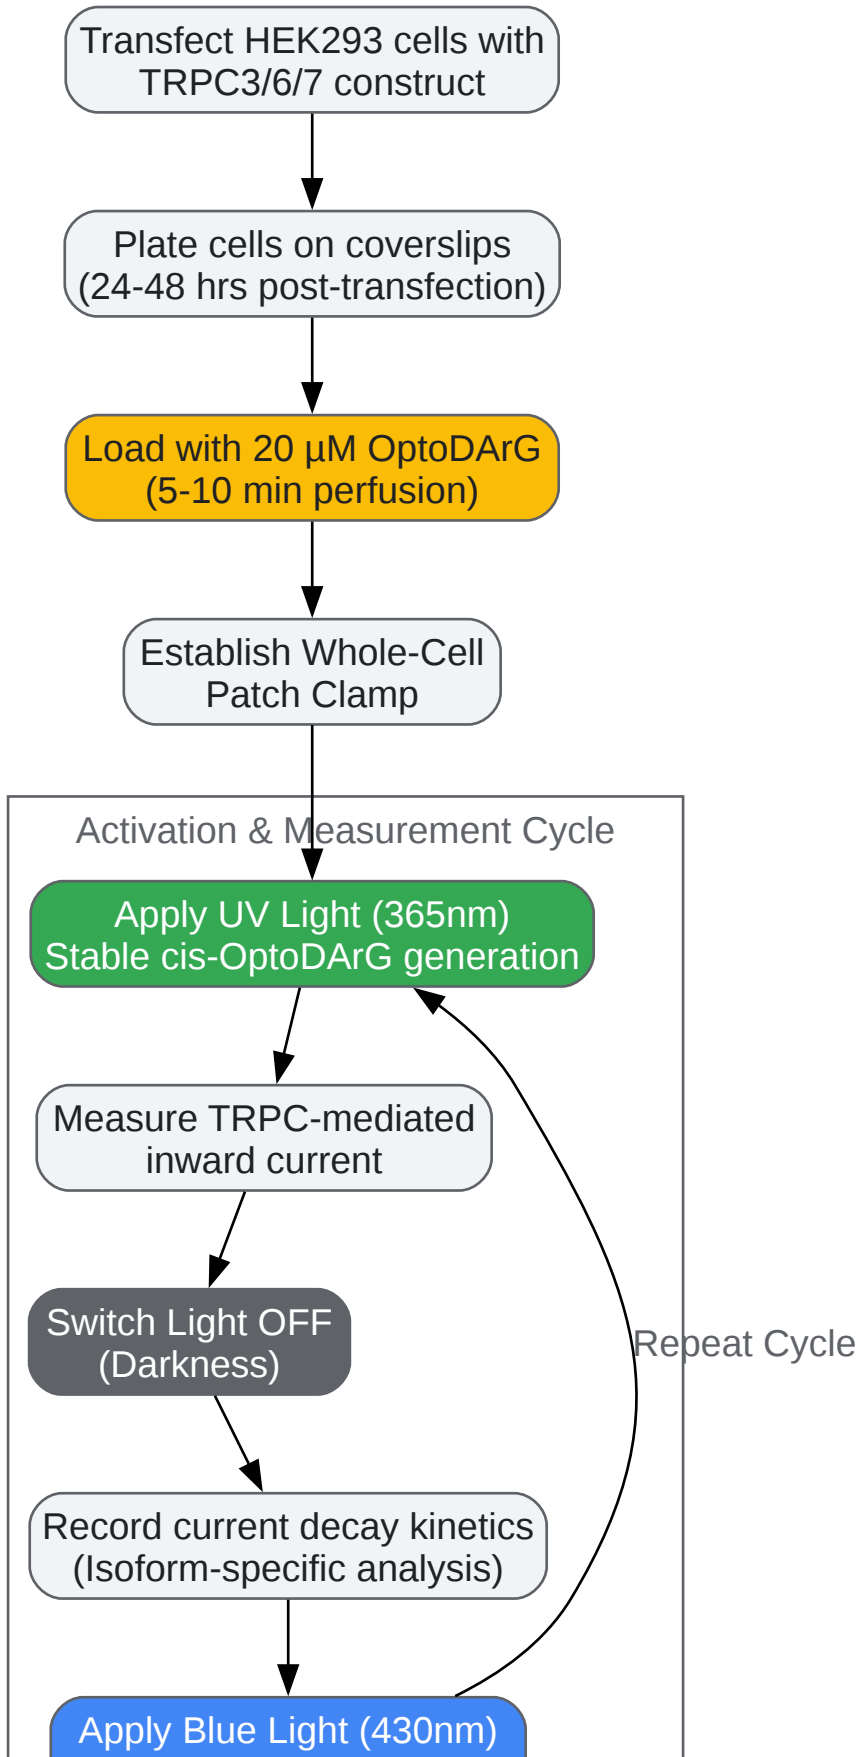 Transfect HEK293 cells with
TRPC3/6/7 construct
Plate cells on coverslips
(24-48 hrs post-transfection)
Load with 20 µM OptoDArG
(5-10 min perfusion)
Establish Whole-Cell
Patch Clamp
Activation & Measurement Cycle
Apply UV Light (365nm)
Stable cis-OptoDArG generation
Measure TRPC-mediated
inward current
Switch Light OFF
(Darkness)
Repeat Cycle
Record current decay kinetics
(Isoform-specific analysis)
Apply Blue Light (430nm)